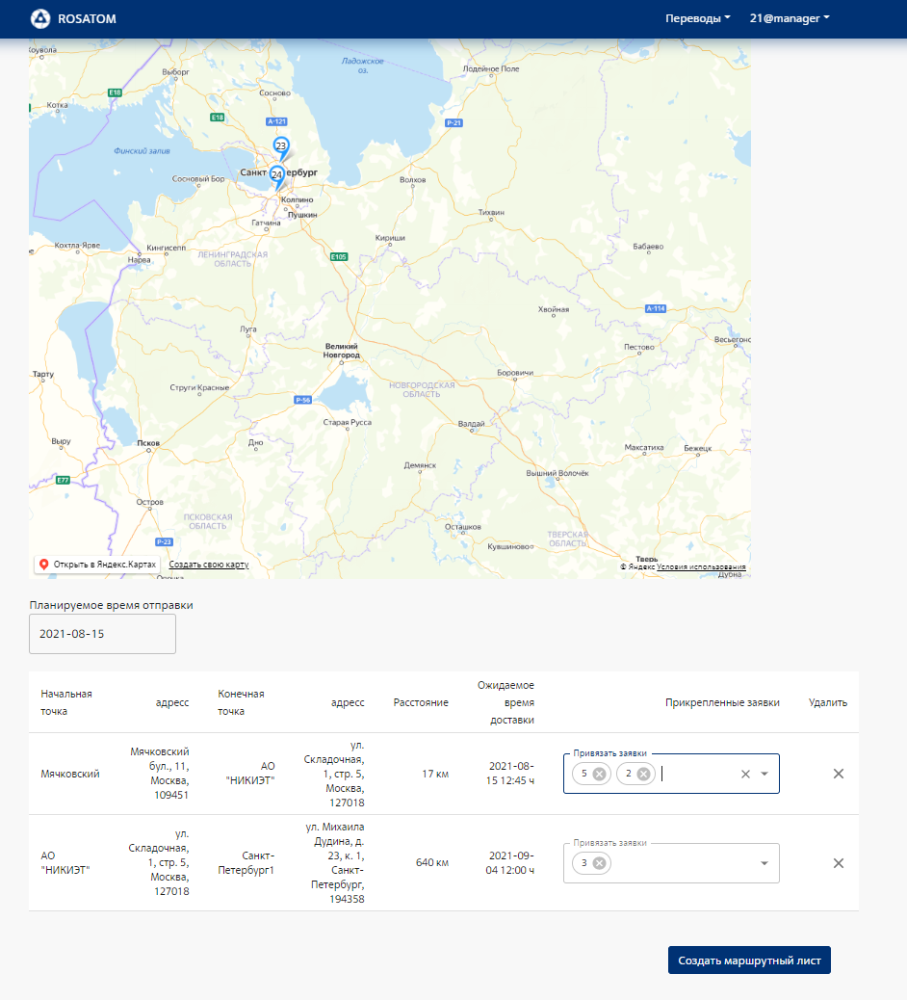 ROSATOM
Переводы
21@manager
Ладожское
оз.
Выборг
Лодейное Поле
Сосново
E18
Котка
E18
А-121
Р-21
23
Финский залив
Санкт
ербург
24
Сосновый Бор
Волхов
Колпино
Пушкин
Тихвин
Гатчина
Кириши
Кохтла-Ярве
Кингисепп
Бабаево
ЛЕНИНГРАДСКАЯ
ОБЛАСТЬ
E105
Нарва
Хвойная
А-114
Луга
Весьегонс
Великий
Новгород
Пестово
Тарту
Боровичи
Струги Красные
НОВГОРОДСКАЯ
ОБЛАСТЬ
Р-56
Старая Русса
Валдай
Выру
Псков
Дно
Максатиха
Бежецк
Демянск
Вышний Волочёк
E77
Остров
ПСКОВСКАЯ
ОБЛАСТЬ
Осташков
ТВЕРСКАЯ
ОБЛАСТЬ
Р-23
Кувшиново
Тверь
Открыть в Яндекс.Картах
Создать свою карту
© Яндекс Условия использования
Дубна
Планируемое время отправки
2021-08-15
Начальная
точка
адресс
Конечная
точка
адресс
Расстояние
Ожидаемое
время
доставки
Прикрепленные заявки
Удалить
Мячковский
Мячковский
бул., 11,
Москва,
109451
АО
"НИКИЭТ"
ул.
Складочная,
1, стр. 5,
Москва,
127018
17 км
2021-08-
15 12:45 ч
Привязать заявки
5
2
АО
"НИКИЭТ"
ул.
Складочная,
1, стр. 5,
Москва,
127018
Санкт-
Петербург1
ул. Михаила
Дудина, д.
23, к. 1,
Санкт-
Петербург,
194358
640 км
2021-09-
04 12:00 ч
Привязать заявки
3
Создать маршрутный лист